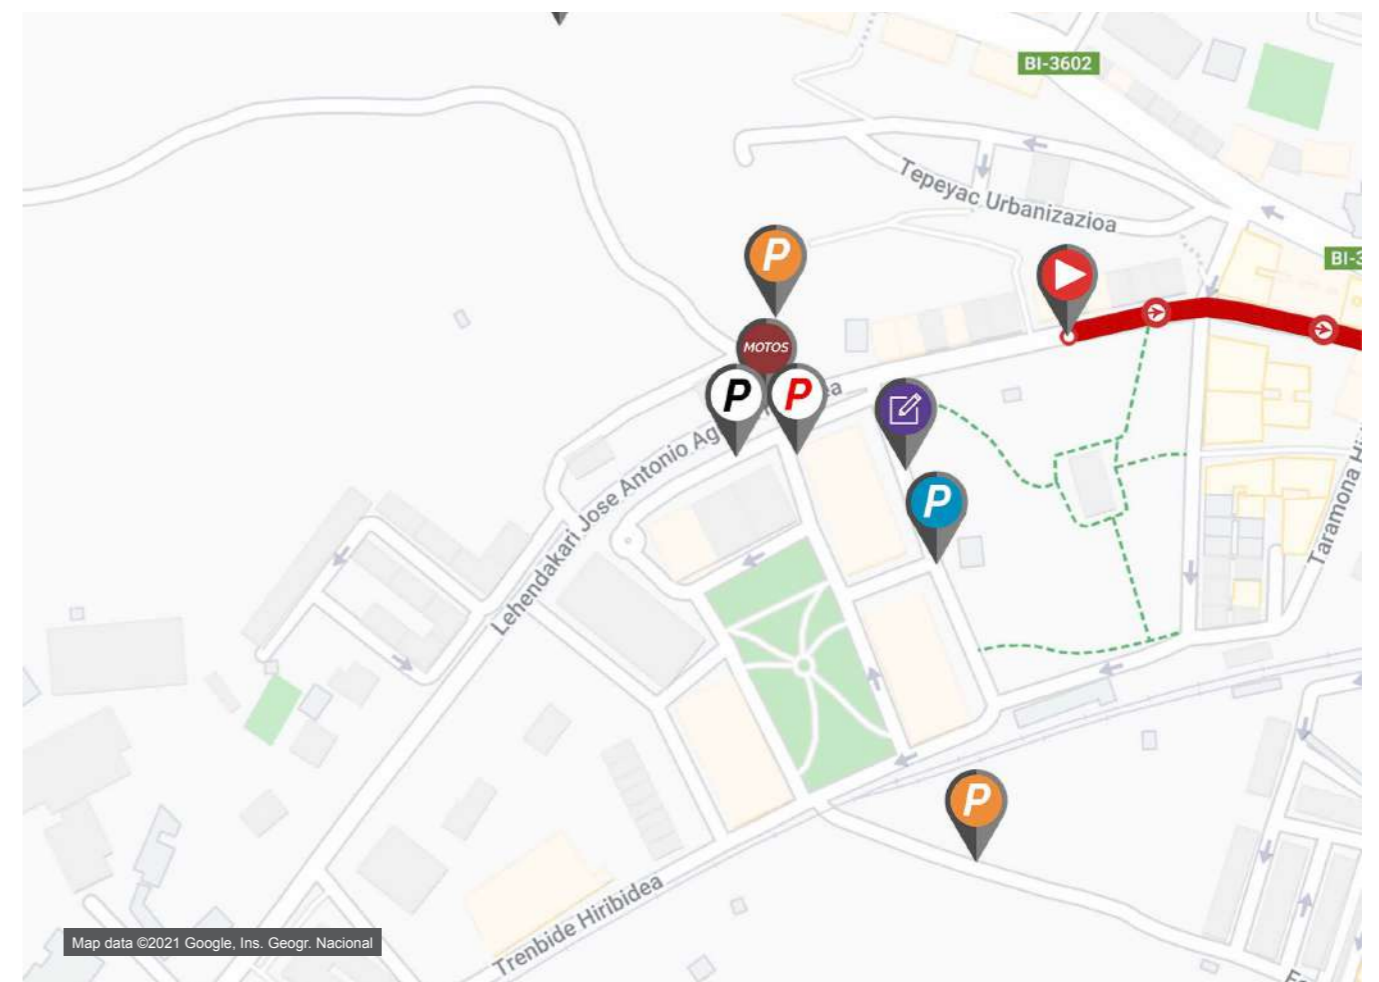 BI-3602
Tepeyac Urbanizazioa
P
BI-3
MOTOS
P
P
Lehendakari Jose Antonio Ag
ea
P
Taramona Hi
P
Trenbide Hiribidea
Map data ©2021 Google, Ins. Geogr. Nacional